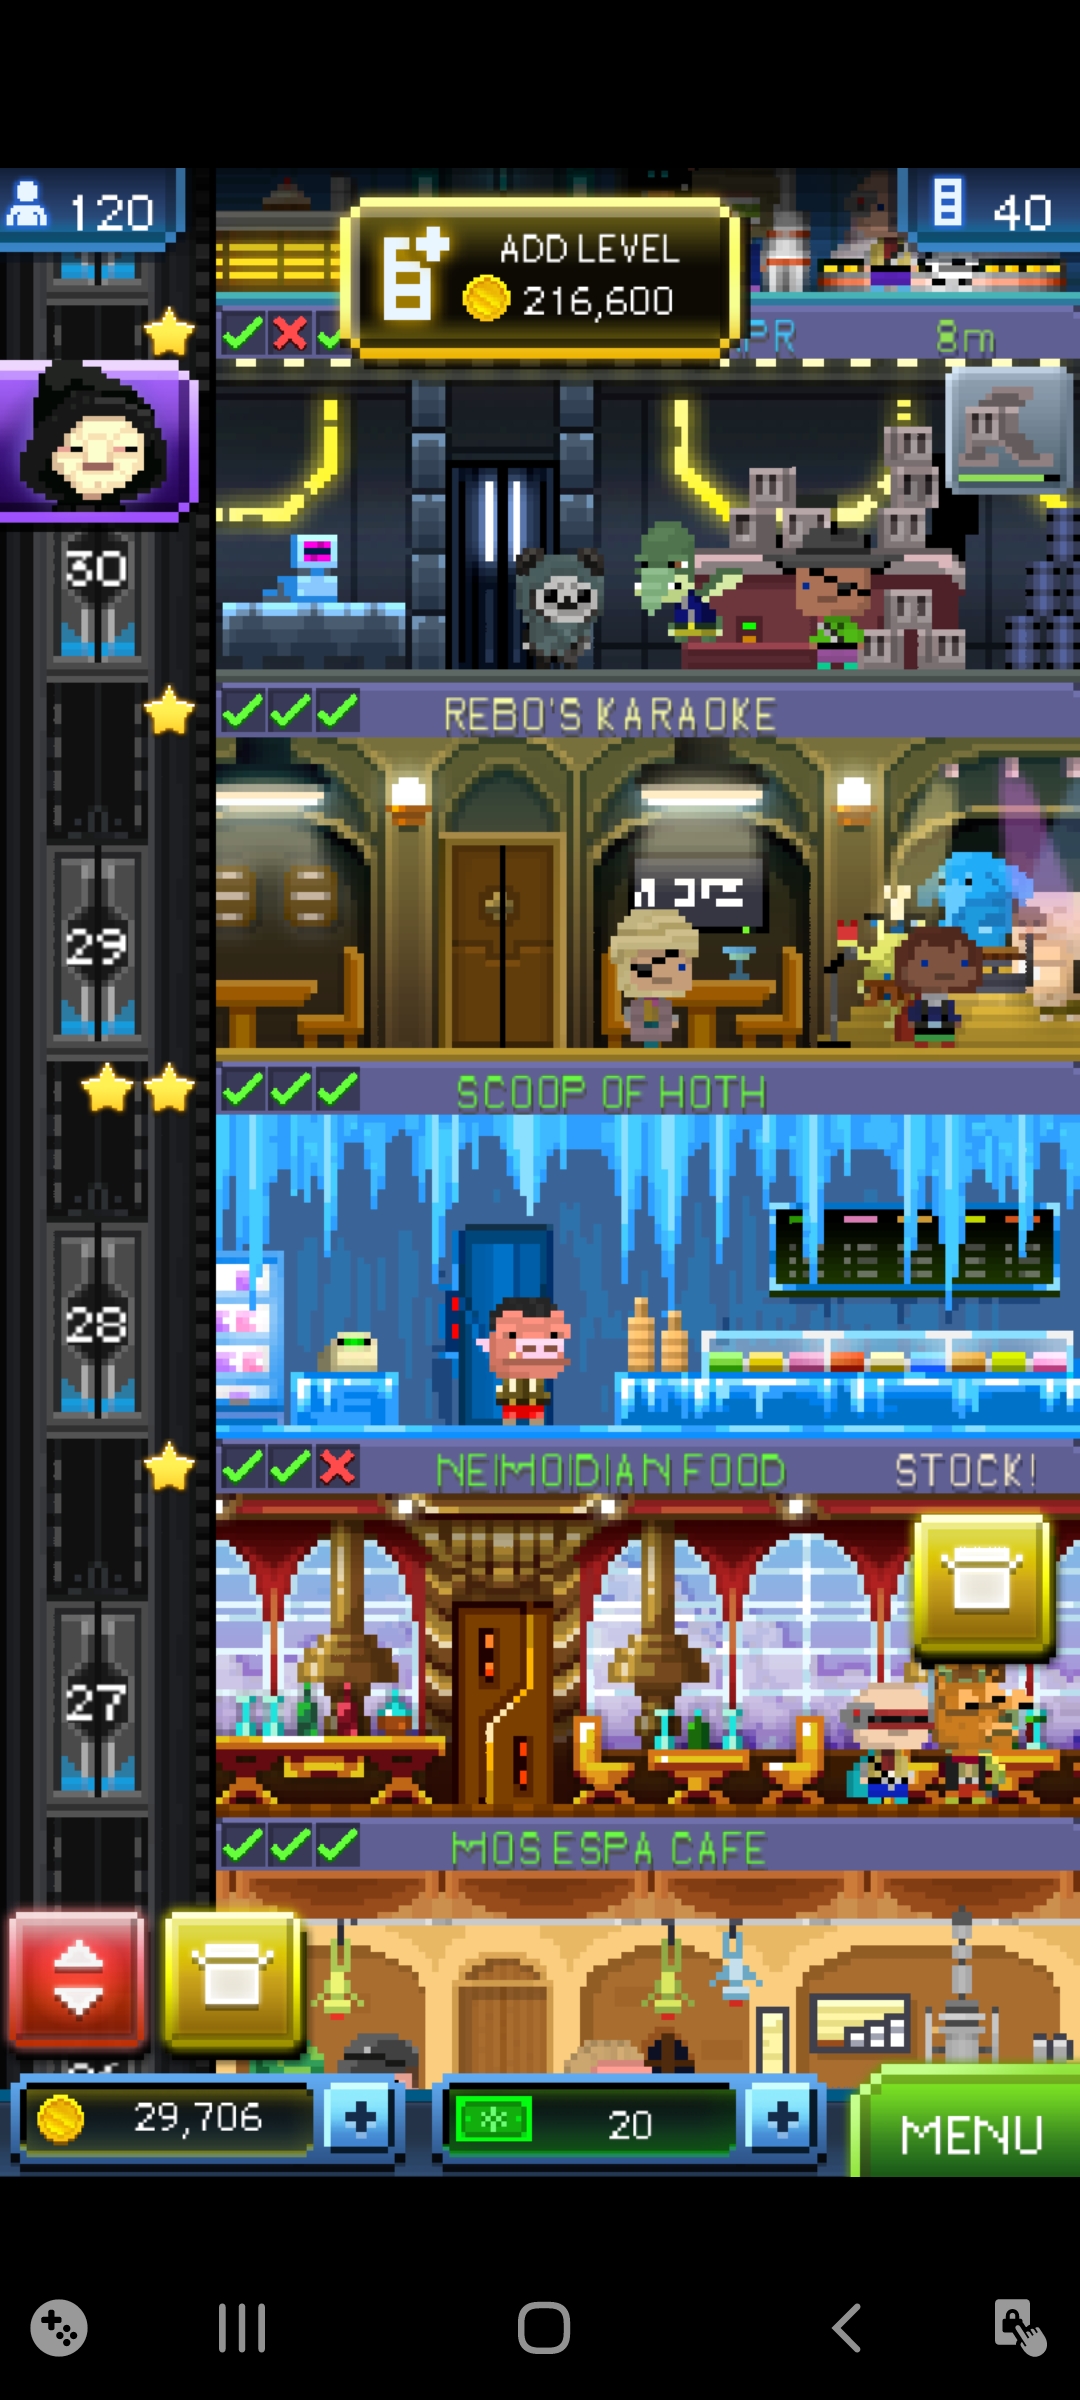 120
ADD LEVEL
216,600
40
8m
30
REBO'S KARAOKE
29
SCOOP OF HOTH
28
NEIMOIDIAN FOOD
STOCK!
27
MOS ESPA CAFE
29,706
20
MENU